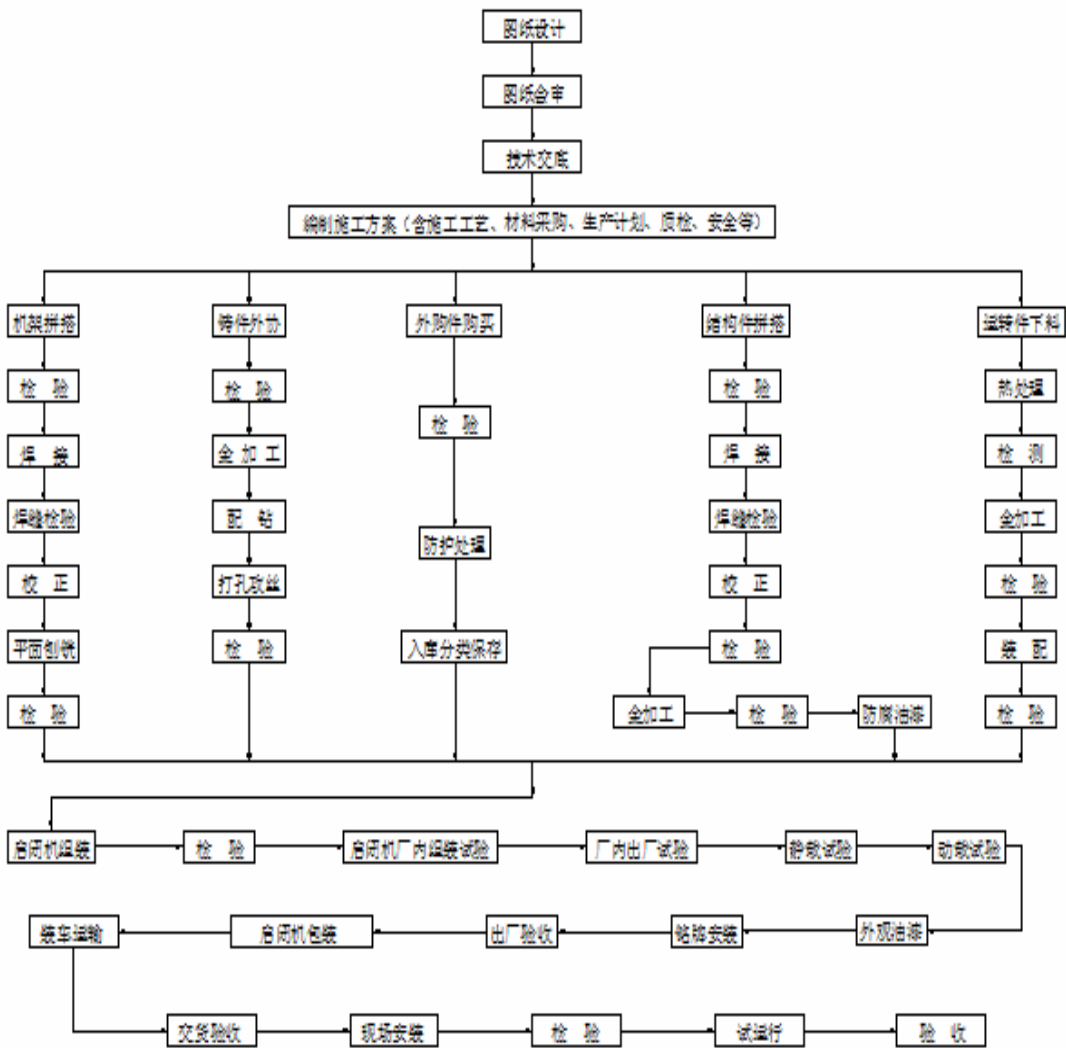 图纸设计
图纸会审
技术交底
编制施工方案（含施工工艺、材料采购、生产计划、质检、安全等）
机架拼搭
铸件外协
外购件购买
结构件拼搭
运转件下料
检 验
检 验
检 验
检 验
热处理
焊 接
金加工
焊 接
检 测
焊缝检验
配 钻
防护处理
焊缝检验
金加工
校 正
打孔攻丝
校 正
检 验
平面刨铣
检 验
入库分类保存
检 验
装 配
检 验
金加工
检 验
防腐油漆
检 验
启闭机组装
检 验
启闭机厂内组装试验
厂内出厂试验
静载试验
动载试验
装车运输
启闭机包装
出厂验收
铭牌安装
外观油漆
交货验收
现场安装
检 验
试运行
验 收